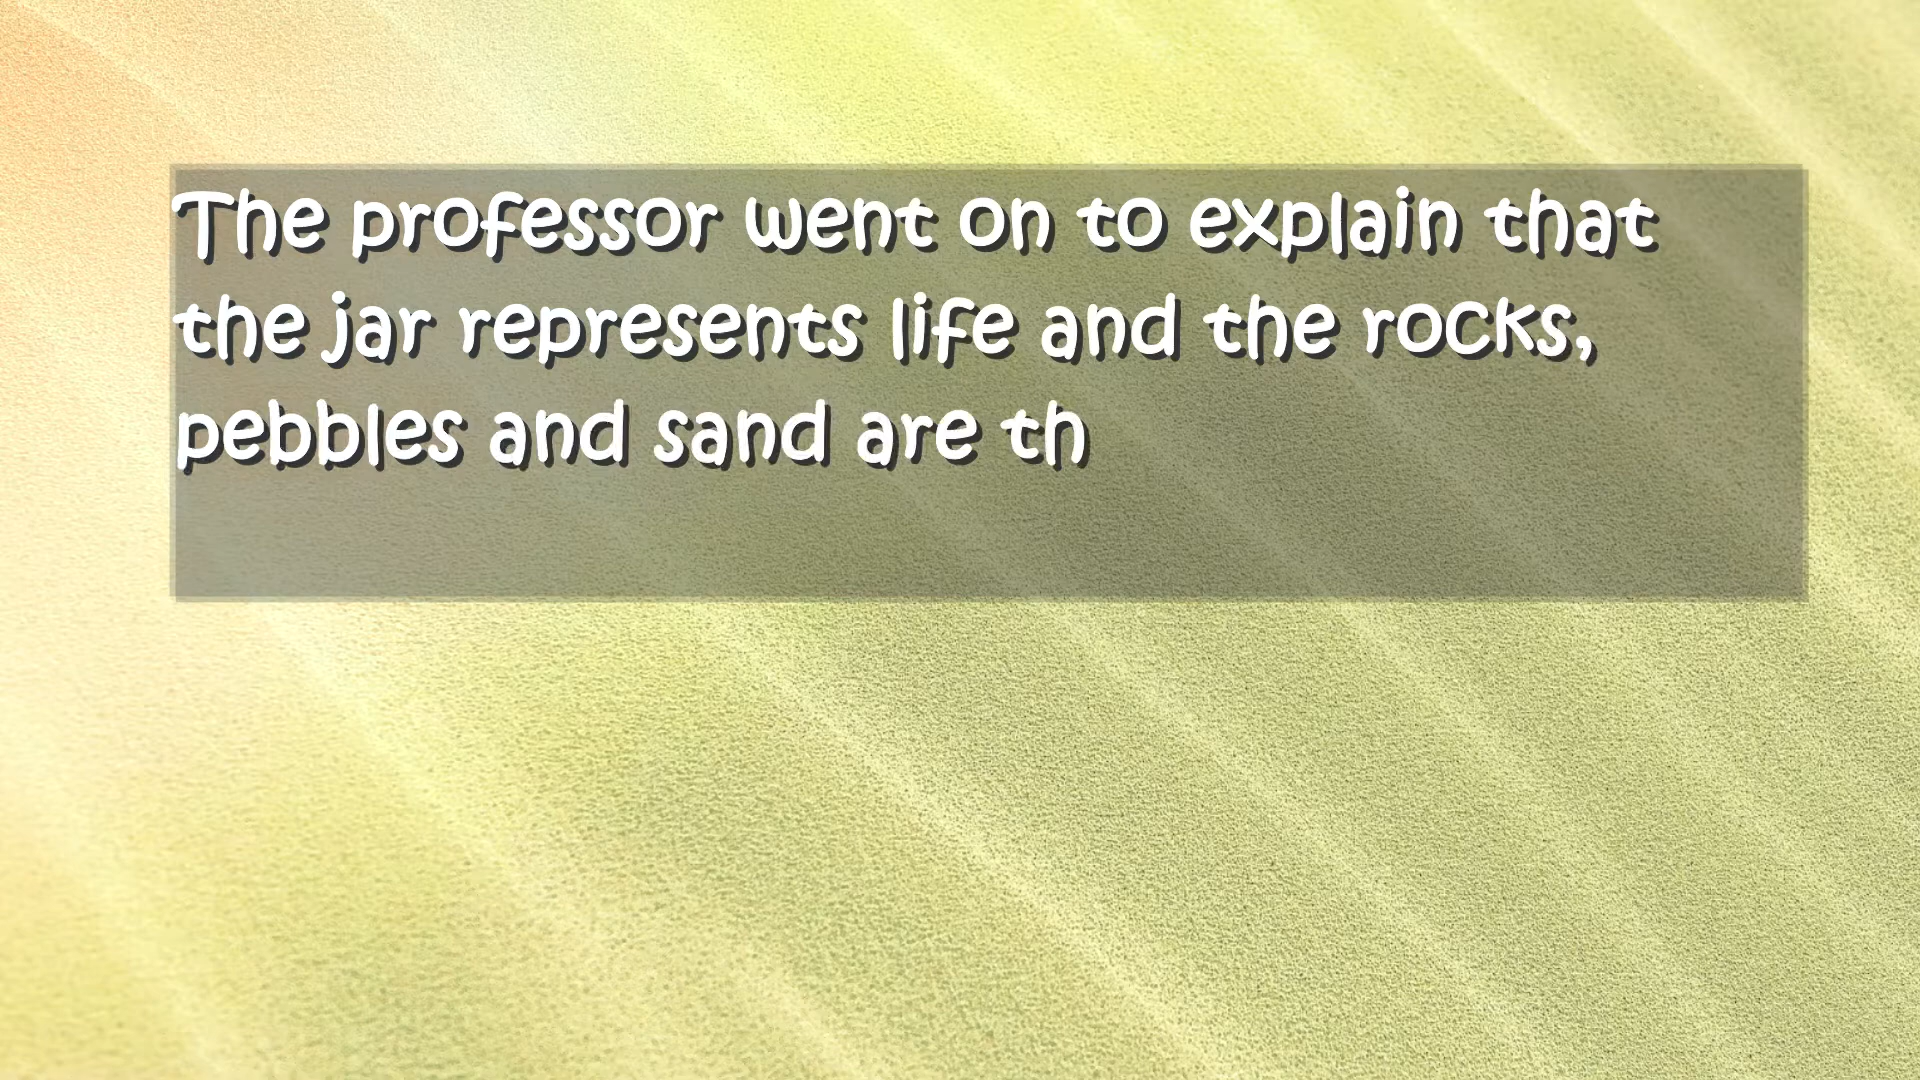 The professor went on to explain that
the jar represents life and the rocks,
pebbles and sand are th